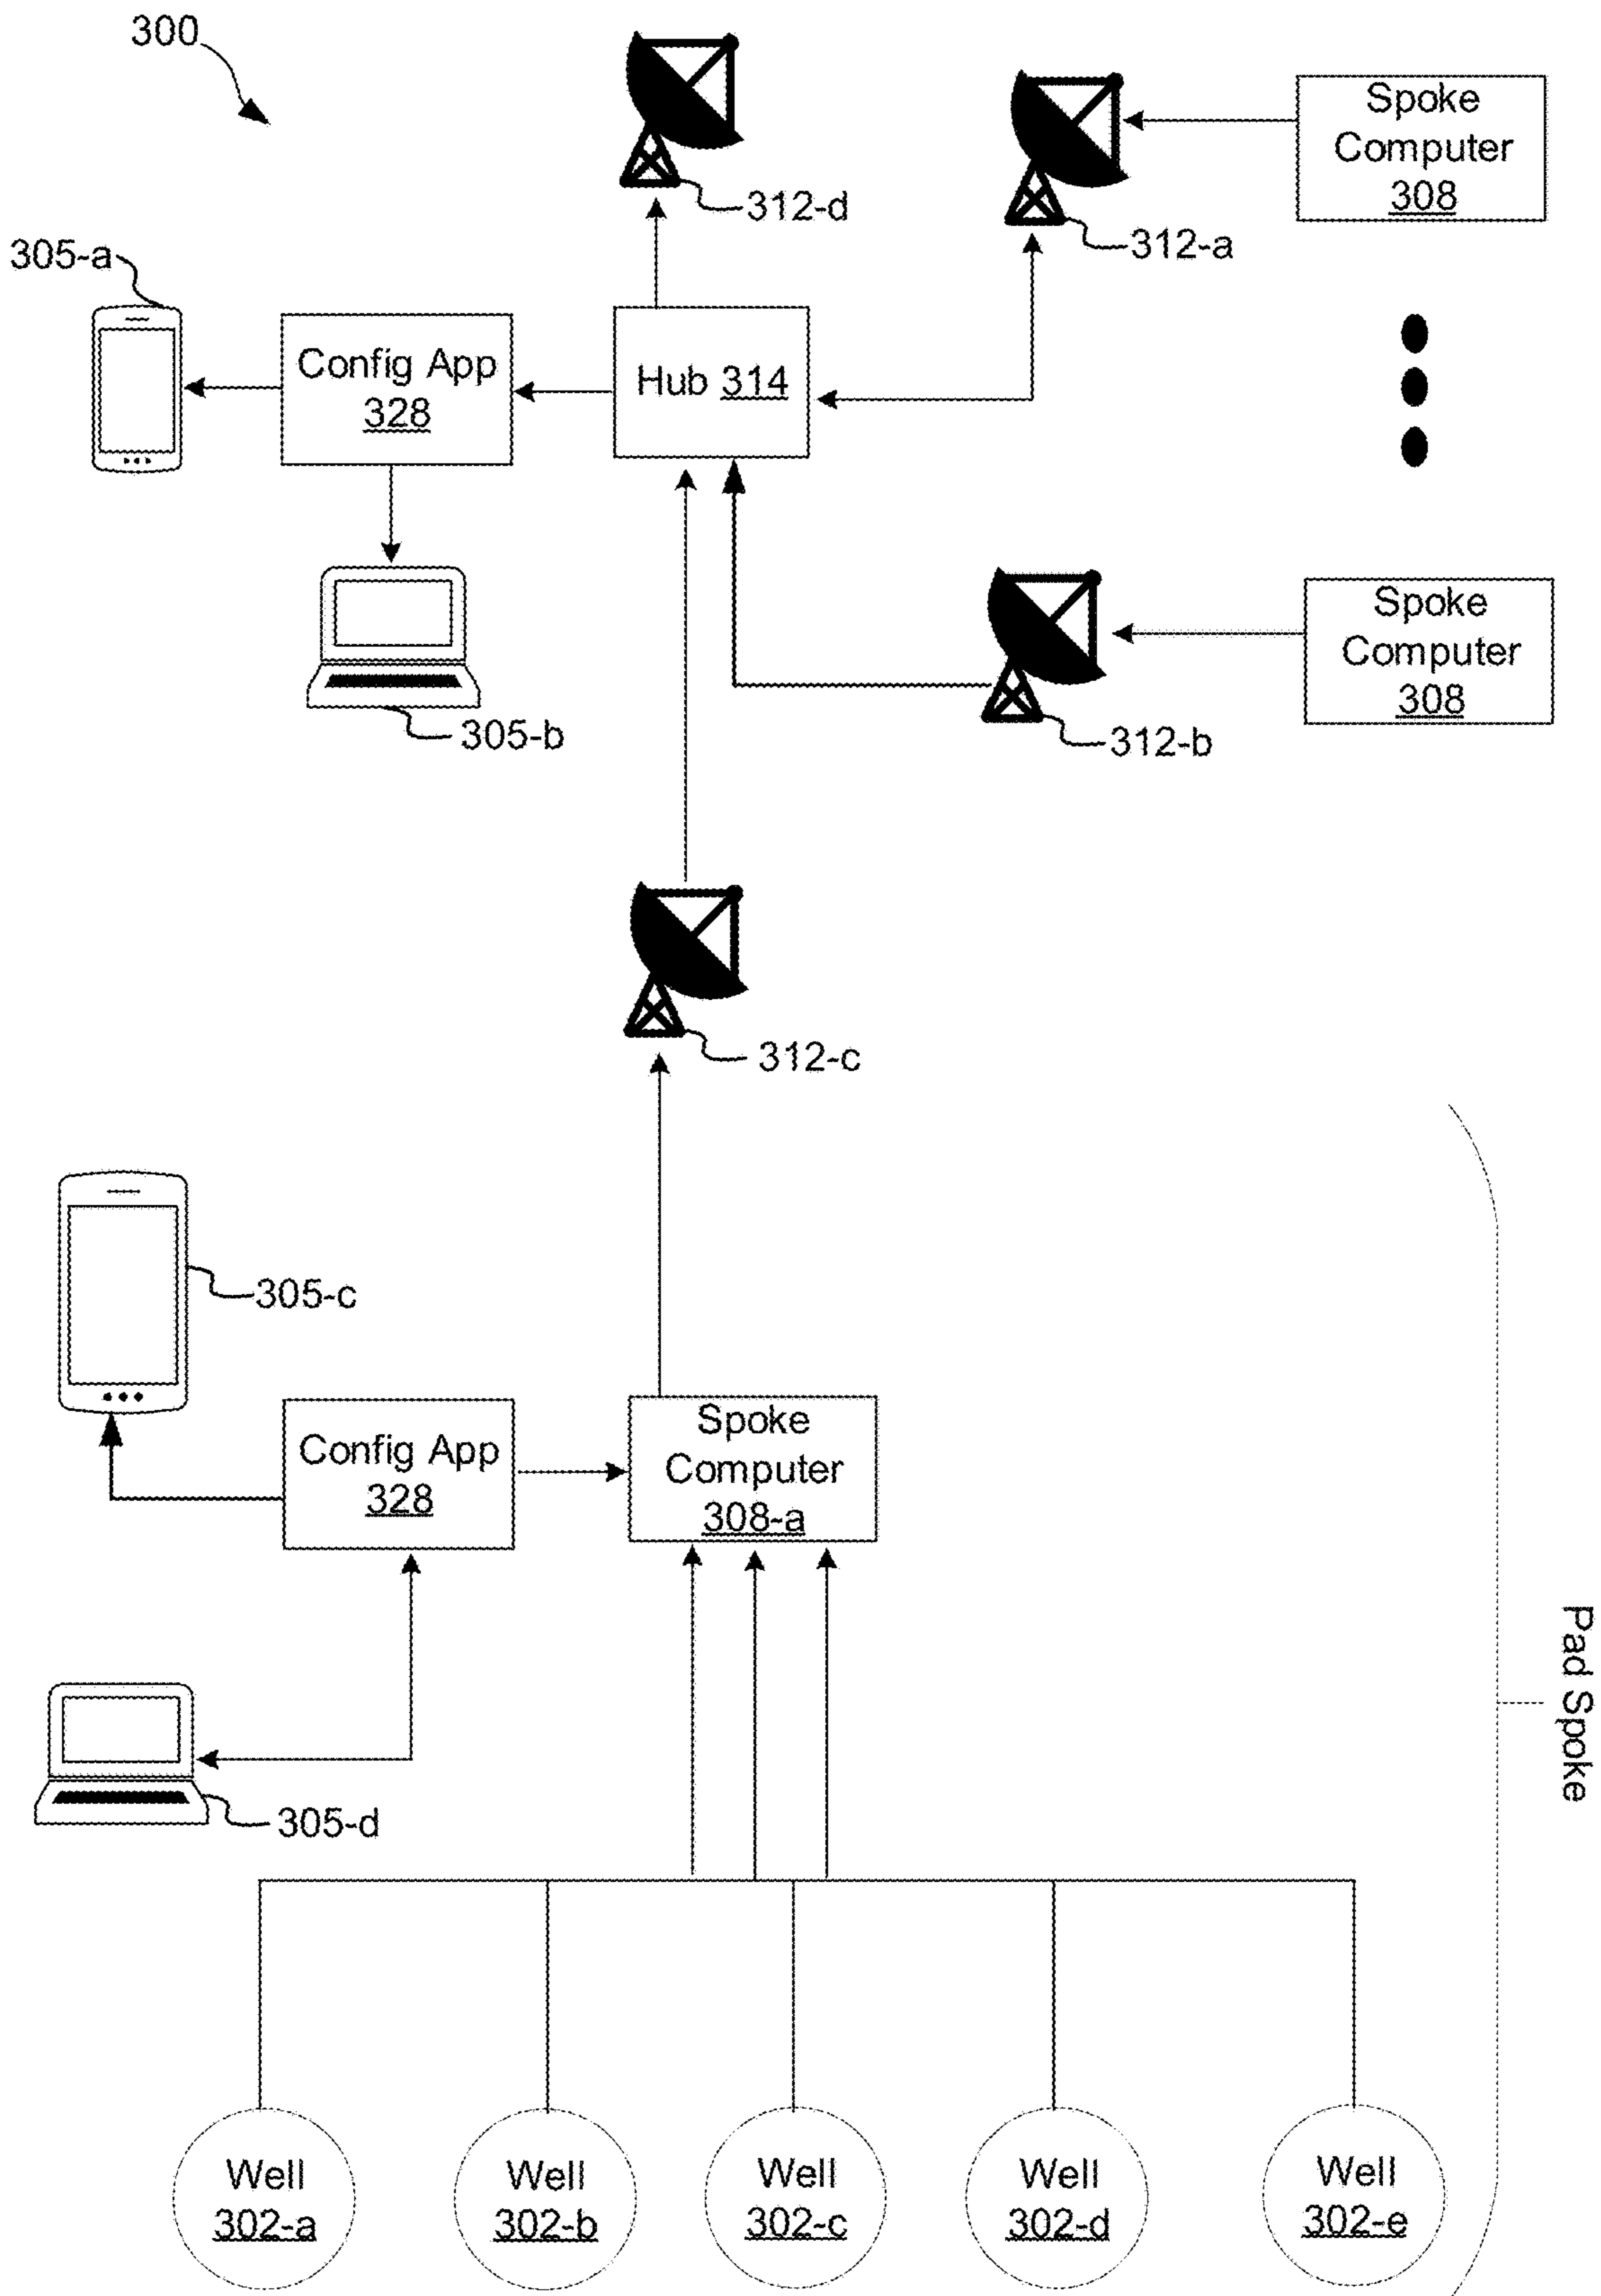 300
312-d
Spoke
Computer
308
312-a
305-a
Config App
328
Hub 314
305-b
Spoke
Computer
308
312-b
312-c
305-c
Config App
328
Spoke
Computer
308-a
305-d
Pad Spoke
Well
302-a
Well
302-b
Well
302-c
Well
302-d
Well
302-e